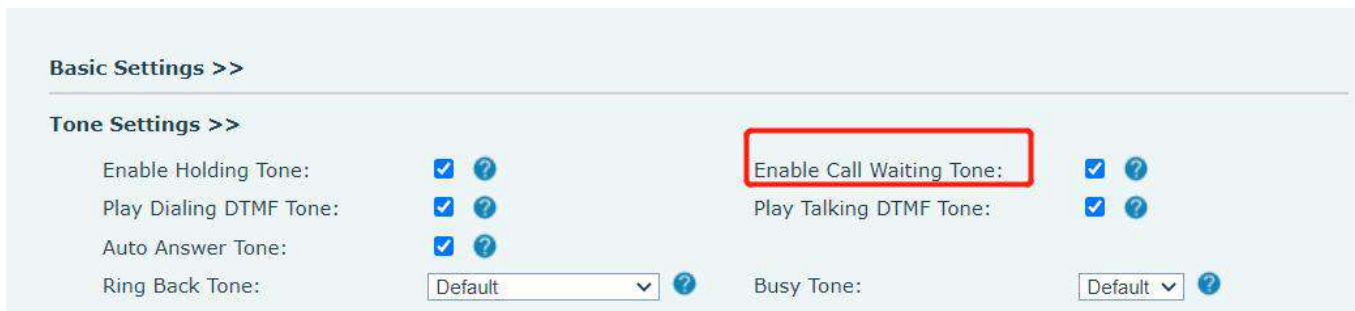 Basic Settings >>
Tone Settings >>
Enable Holding Tone: ? Enable Call Waiting Tone: ?
Play Dialing DTMF Tone: ? Play Talking DTMF Tone: ?
Auto Answer Tone: ?
Ring Back Tone: Default ? Busy Tone: Default ?